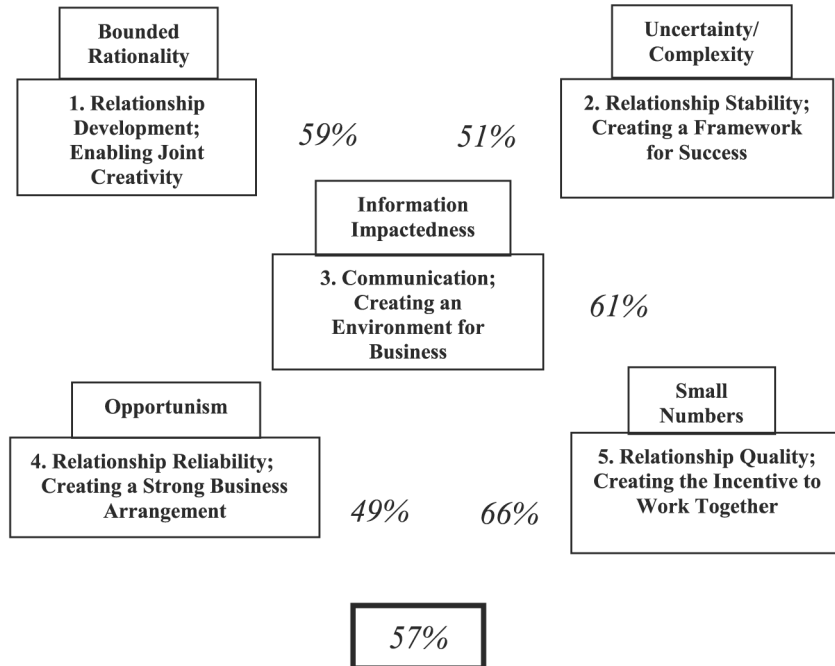 Bounded
Rationality
1. Relationship
Development;
Enabling Joint
Creativity
59%
51%
Uncertainty/
Complexity
2. Relationship Stability;
Creating a Framework
for Success
Information
Impactedness
3. Communication;
Creating an
Environment for
Business
61%
Opportunism
4. Relationship Reliability;
Creating a Strong Business
Arrangement
49%
66%
Small
Numbers
5. Relationship Quality;
Creating the Incentive to
Work Together
57%